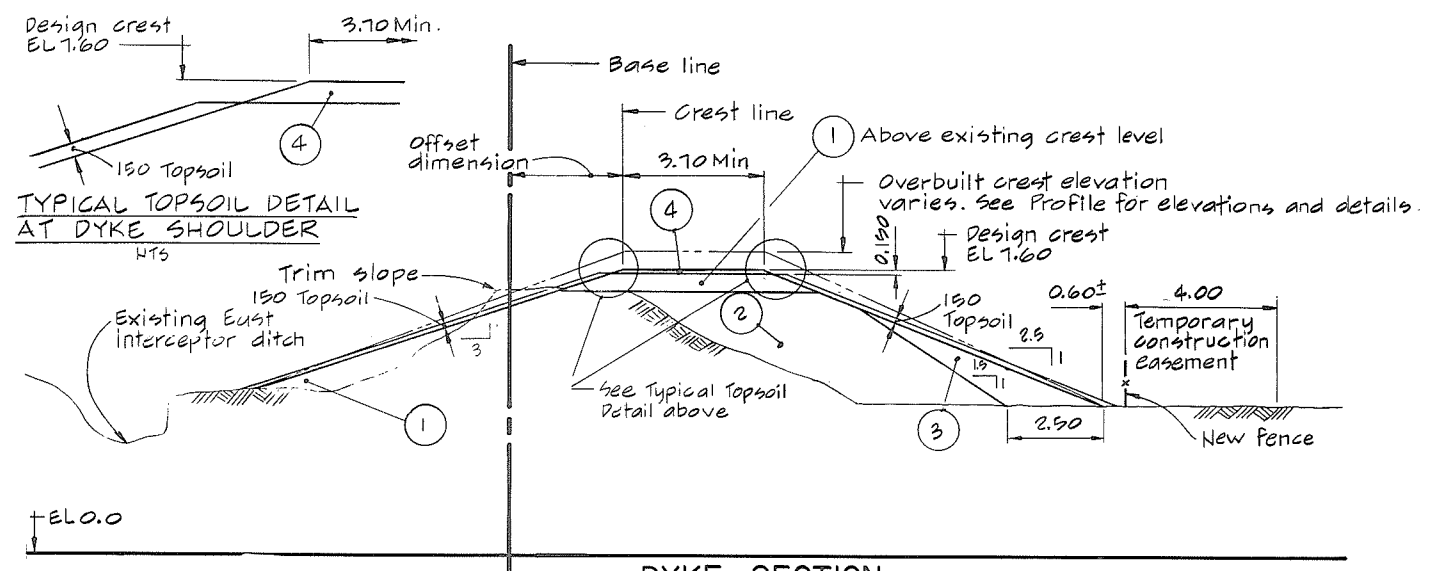 Design crest
EL 7.60
3.70 Min.
4
150 Topsoil
TYPICAL TOPSOIL DETAIL
AT DYKE SHOULDER
NTS
Base line
Crest line
Offset
dimension
3.70 Min
1 Above existing crest level
4
Overbuilt crest elevation
varies. See Profile for elevations and details.
0.150
Design crest
EL 7.60
Trim slope
150 Topsoil
3
1
Existing East
interceptor ditch
2
150
Topsoil
2.5
1
1.5
1
0.60±
4.00
Temporary
construction
easement
See Typical Topsoil
Detail above
1
3
2.50
New fence
EL 0.0
DYKE SECTION